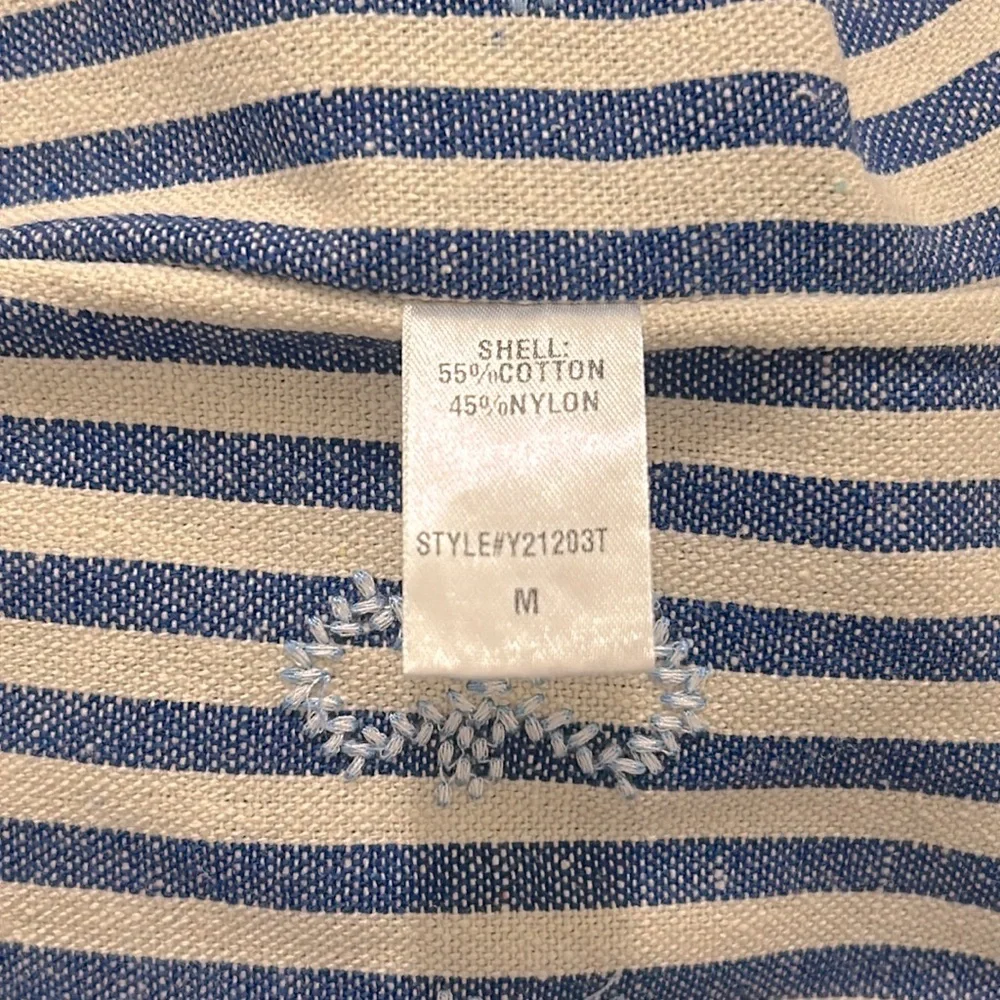 SHELL:
55%COTTON
45%NYLON
STYLE#Y21203T
M